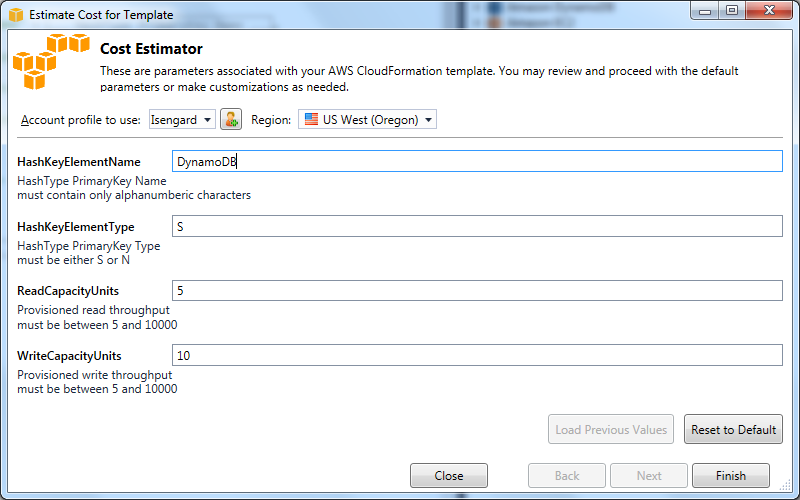 Estimate Cost for Template
Cost Estimator
These are parameters associated with your AWS CloudFormation template. You may review and proceed with the default
parameters or make customizations as needed.
Account profile to use: Isengard Region: US West (Oregon)
HashKeyElementName DynamoDB
HashType PrimaryKey Name
must contain only alphanumberic characters
HashKeyElementType S
HashType PrimaryKey Type
must be either S or N
ReadCapacityUnits 5
Provisioned read throughput
must be between 5 and 10000
WriteCapacityUnits 10
Provisioned write throughput
must be between 5 and 10000
Load Previous Values Reset to Default
Close Back Next Finish